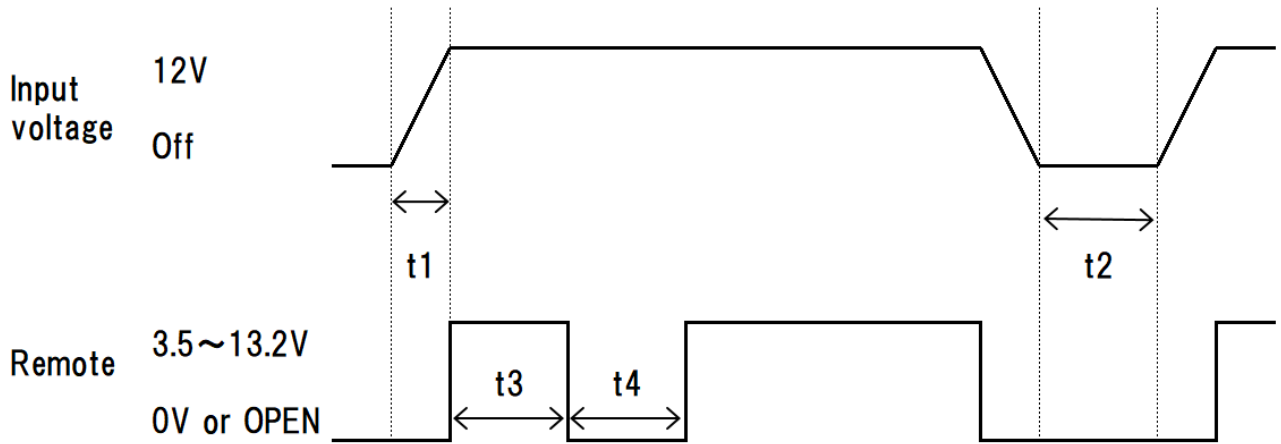 12V
Input
voltage
Off
t1
t2
3.5～13.2V
Remote
t3
t4
0V or OPEN